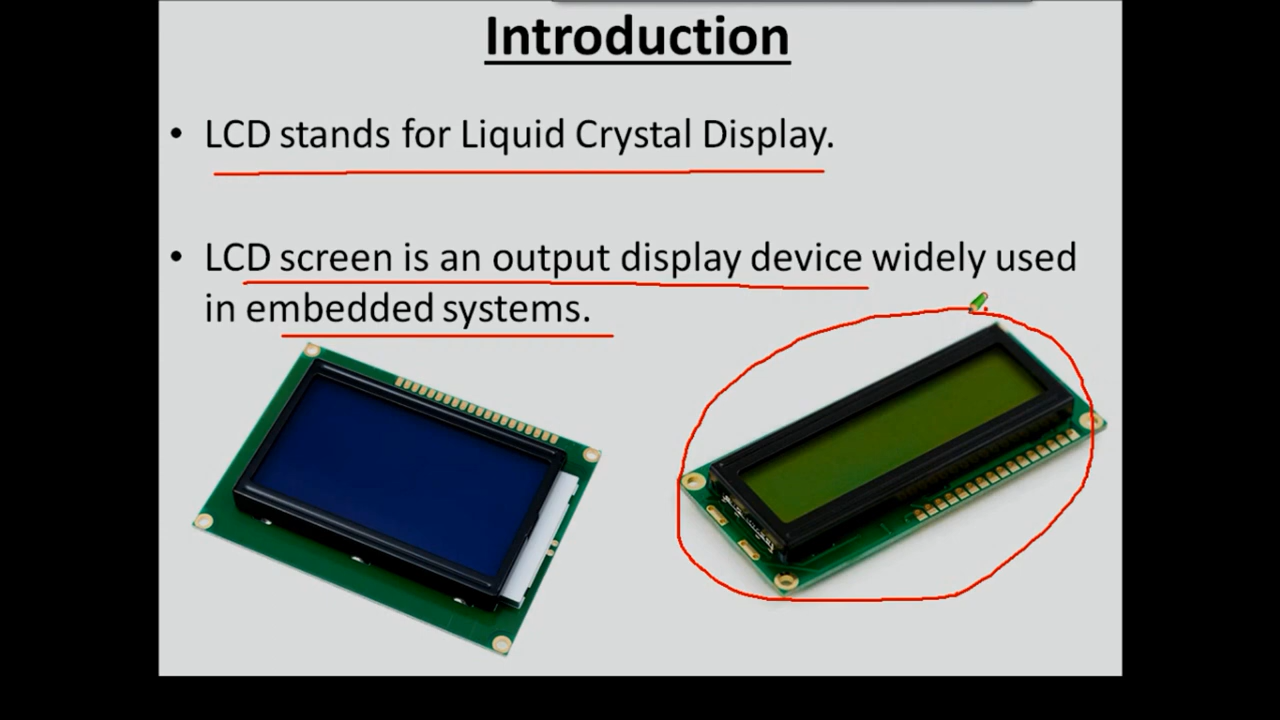 Introduction
• LCD stands for Liquid Crystal Display.
• LCD screen is an output display device widely used
in embedded systems.